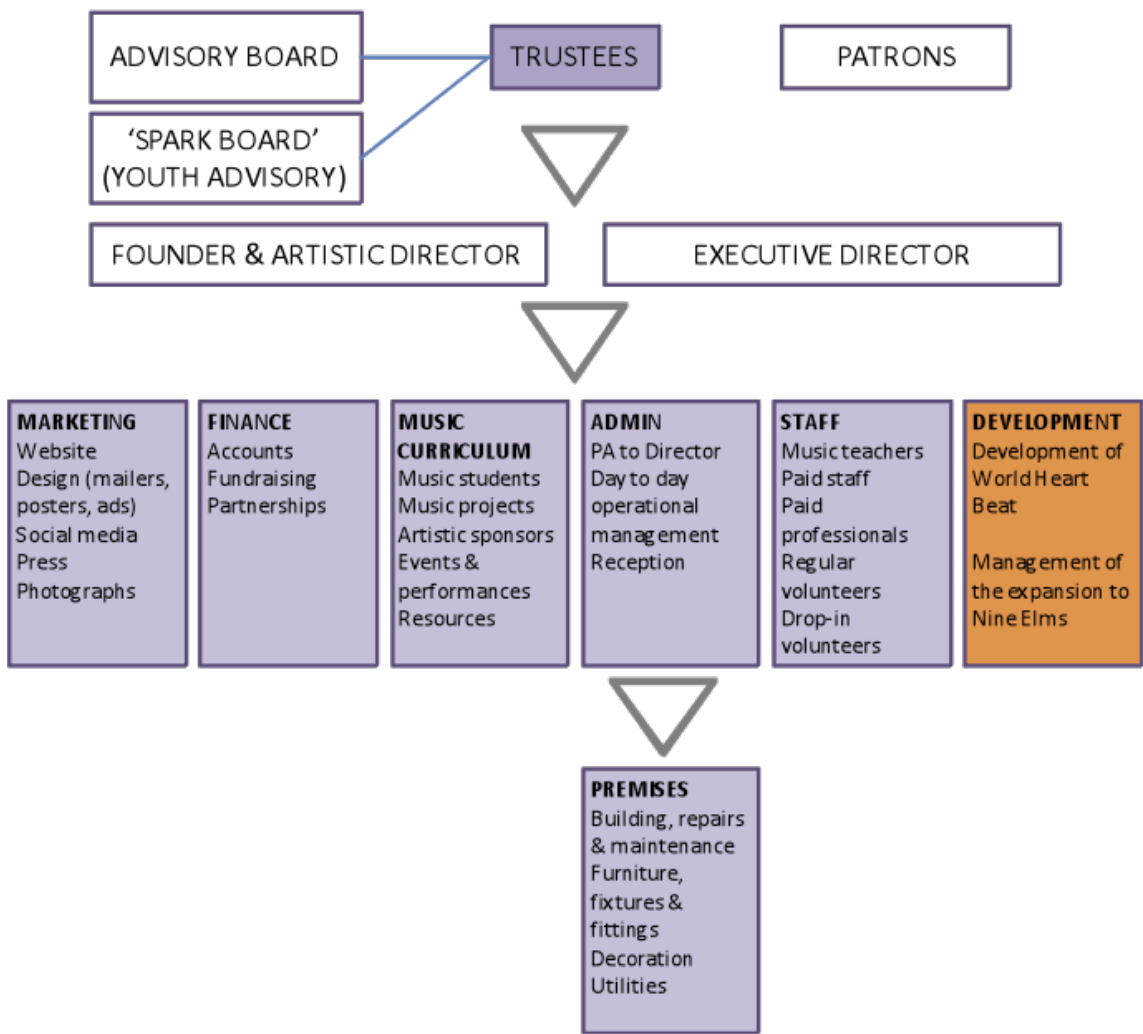 ADVISORY BOARD
TRUSTEES
PATRONS
‘SPARK BOARD’
(YOUTH ADVISORY)
FOUNDER & ARTISTIC DIRECTOR
EXECUTIVE DIRECTOR
MARKETING
Website
Design (mailers,
posters, ads)
Social media
Press
Photographs
FINANCE
Accounts
Fundraising
Partnerships
MUSIC
CURRICULUM
Music students
Music projects
Artistic sponsors
Events &
performances
Resources
ADMIN
PA to Director
Day to day
operational
management
Reception
STAFF
Music teachers
Paid staff
Paid
professionals
Regular
volunteers
Drop-in
volunteers
DEVELOPMENT
Development of
World Heart
Beat
Management of
the expansion to
Nine Elms
PREMISES
Building, repairs
& maintenance
Furniture,
fixtures &
fittings
Decoration
Utilities